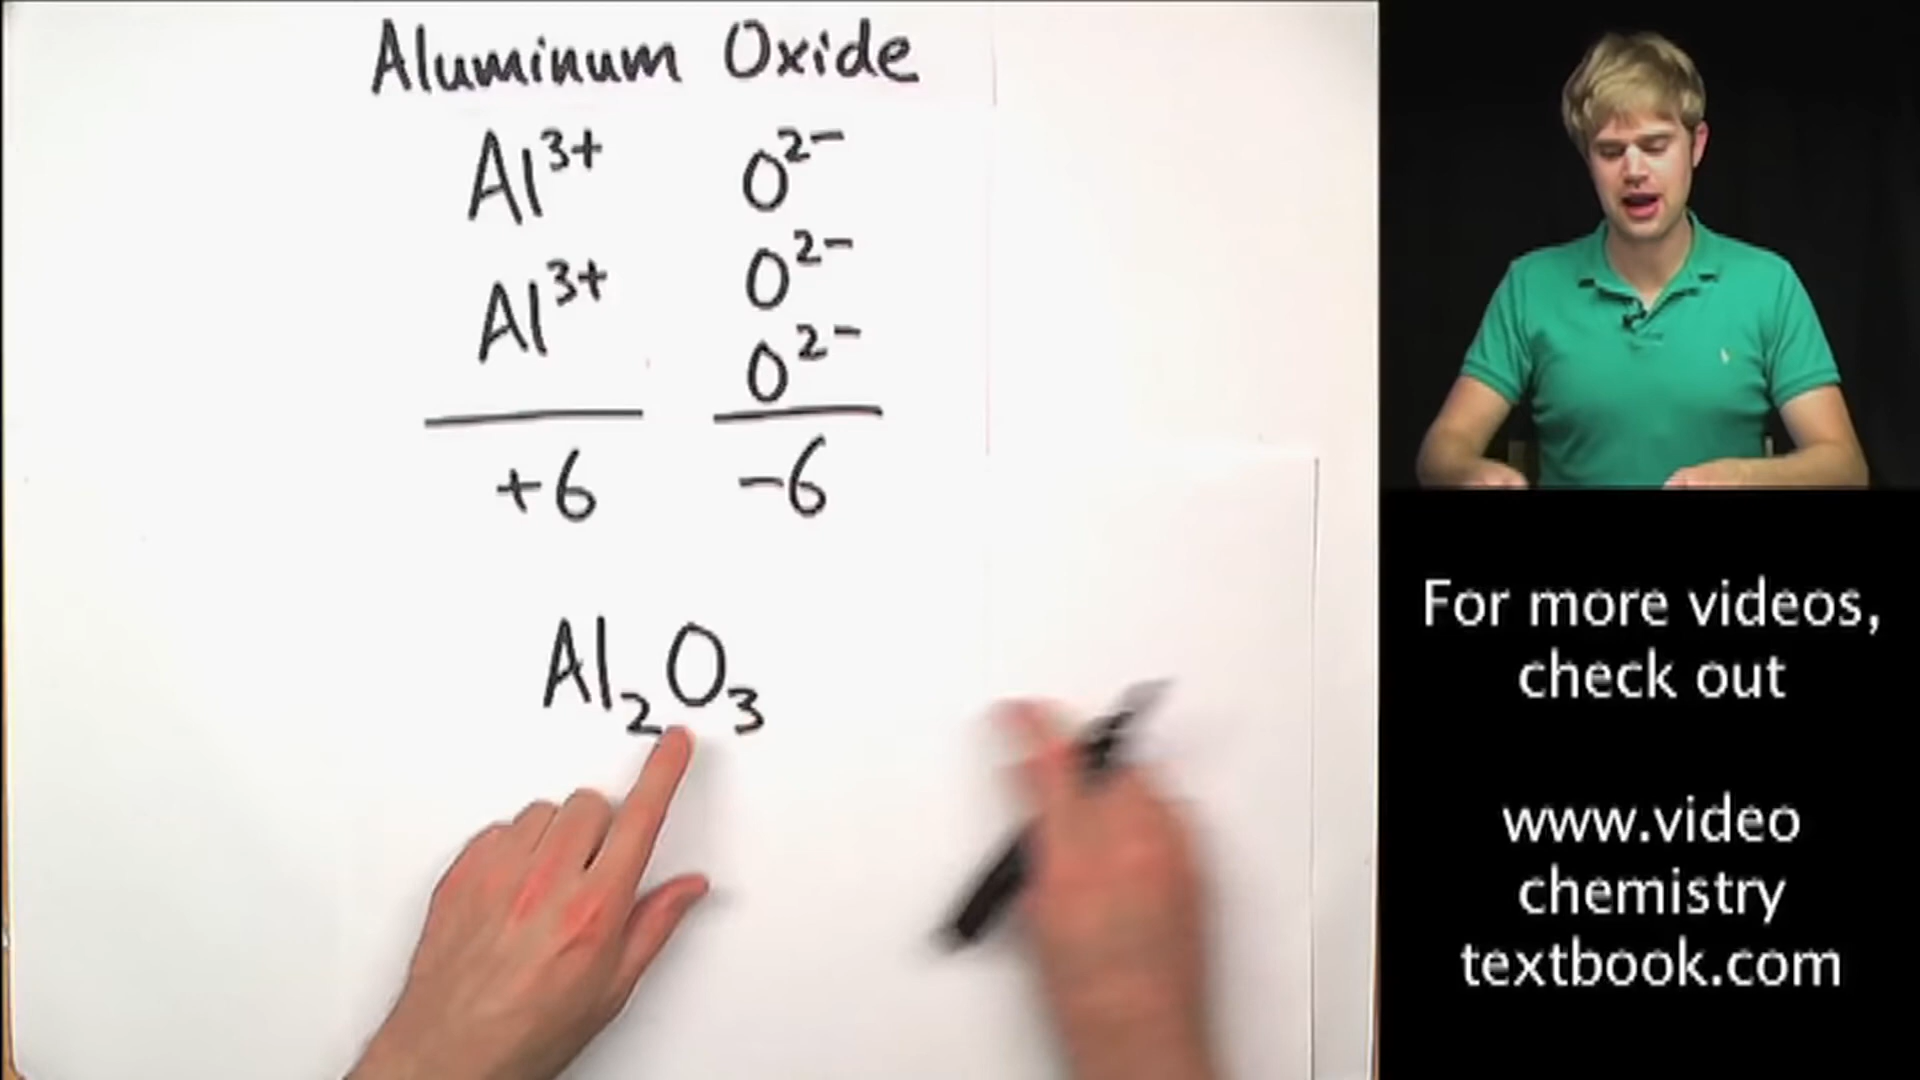 Aluminum Oxide
Al³⁺ O²⁻
Al³⁺ O²⁻
O²⁻
+6 -6
Al₂O₃
For more videos,
check out
www.video
chemistry
textbook.com